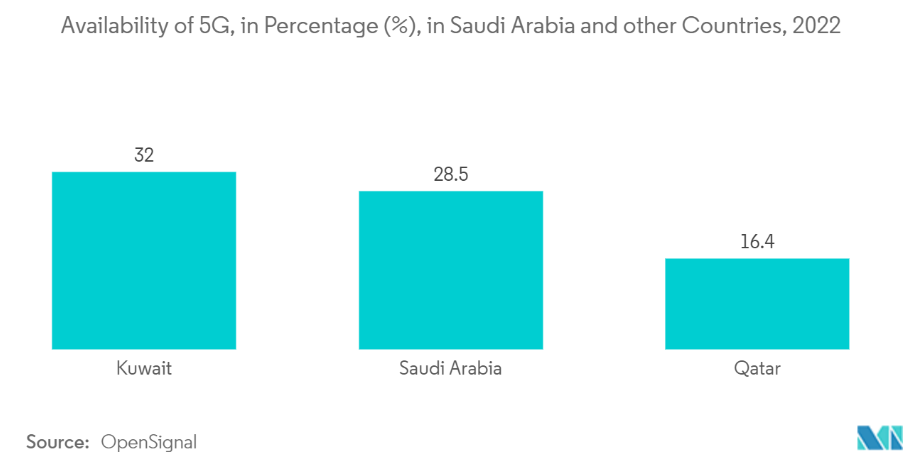 Availability of 5G, in Percentage (%), in Saudi Arabia and other Countries, 2022
32
28.5
16.4
Kuwait
Saudi Arabia
Qatar
Source: OpenSignal